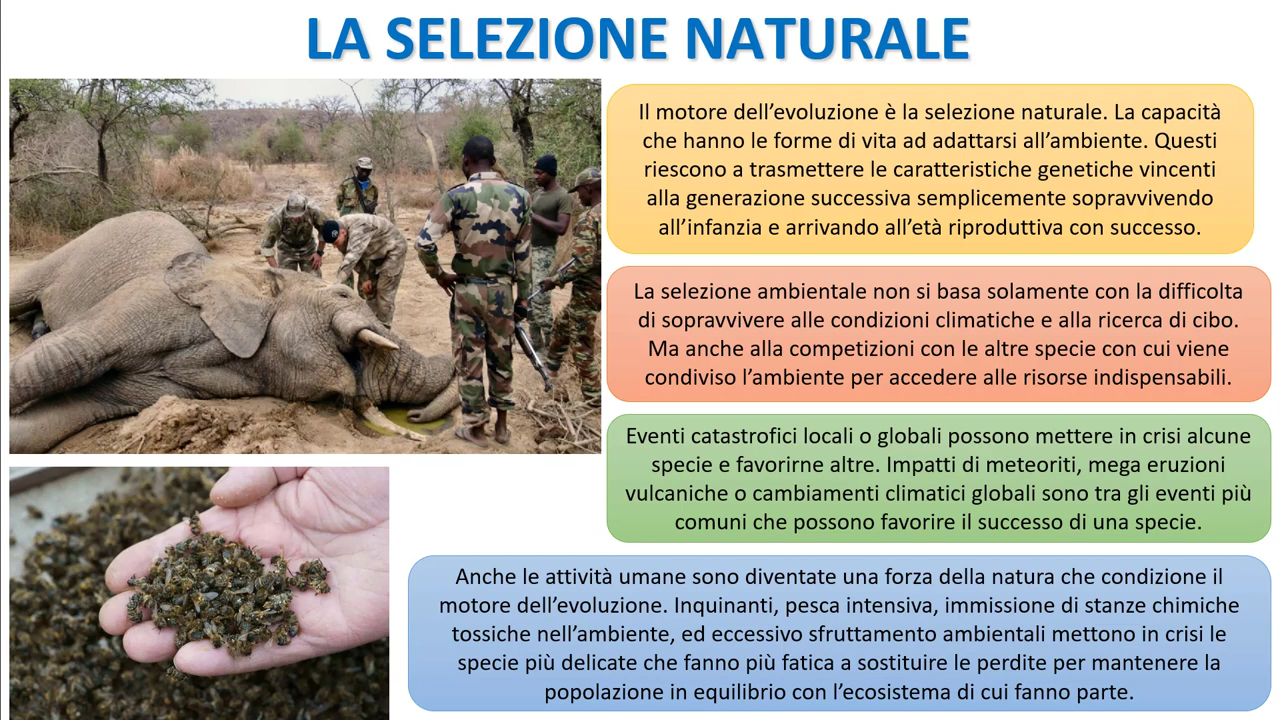 LA SELEZIONE NATURALE
Il motore dell’evoluzione è la selezione naturale. La capacità
che hanno le forme di vita ad adattarsi all’ambiente. Questi
riescono a trasmettere le caratteristiche genetiche vincenti
alla generazione successiva semplicemente sopravvivendo
all’infanzia e arrivando all’età riproduttiva con successo.
La selezione ambientale non si basa solamente con la difficolta
di sopravvivere alle condizioni climatiche e alla ricerca di cibo.
Ma anche alla competizioni con le altre specie con cui viene
condiviso l’ambiente per accedere alle risorse indispensabili.
Eventi catastrofici locali o globali possono mettere in crisi alcune
specie e favorirne altre. Impatti di meteoriti, mega eruzioni
vulcaniche o cambiamenti climatici globali sono tra gli eventi più
comuni che possono favorire il successo di una specie.
Anche le attività umane sono diventate una forza della natura che condizione il
motore dell’evoluzione. Inquinanti, pesca intensiva, immissione di stanze chimiche
tossiche nell’ambiente, ed eccessivo sfruttamento ambientali mettono in crisi le
specie più delicate che fanno più fatica a sostituire le perdite per mantenere la
popolazione in equilibrio con l’ecosistema di cui fanno parte.